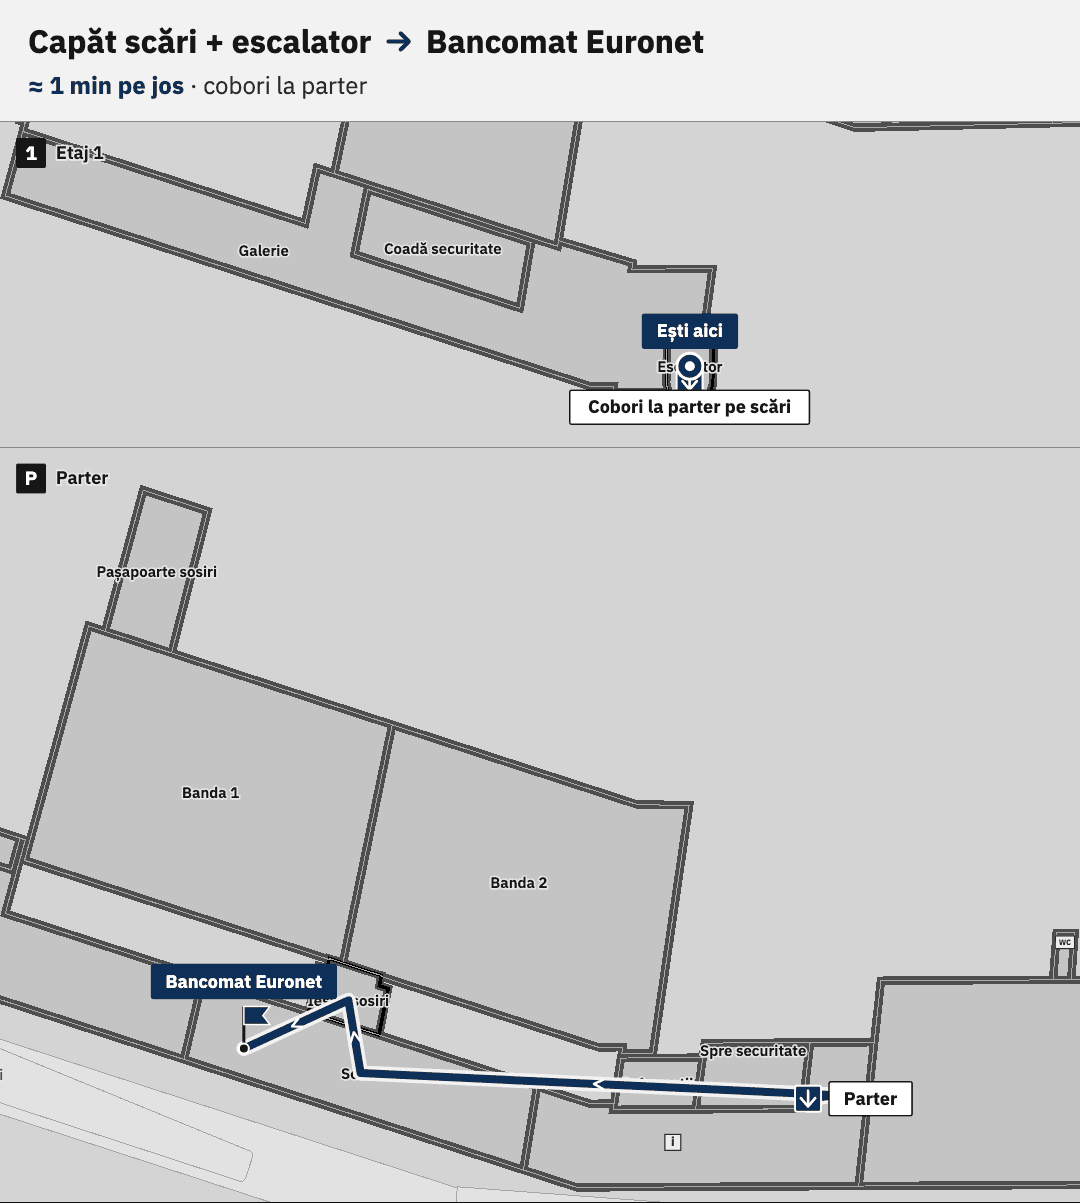 Capăt scări + escalator → Bancomat Euronet
≈ 1 min pe jos · cobori la parter
1 Etaj 1
Galerie
Coadă securitate
Ești aici
Cobori la parter pe scări
P Parter
Pașapoarte sosiri
Banda 1
Banda 2
wc
Bancomat Euronet
sosiri
Spre securitate
Parter
i